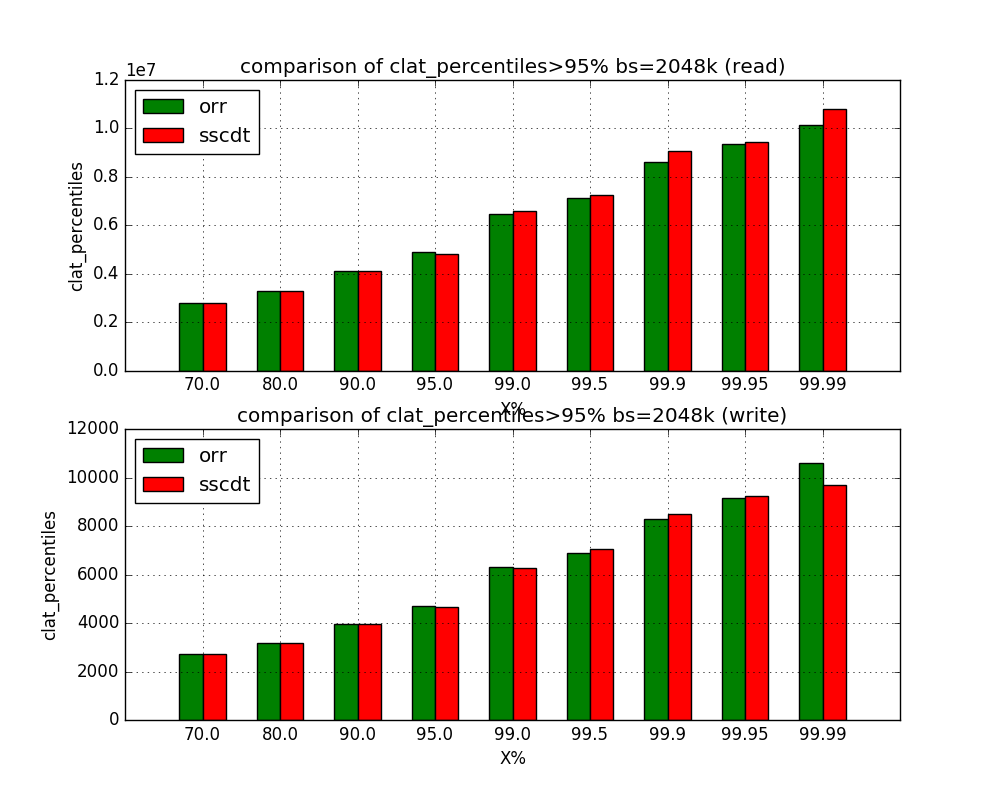 comparison of clat_percentiles>95% bs=2048k (read)
1e7
1.2
1.0
0.8
0.6
0.4
0.2
0.0
clat_percentiles
orr
sscdt
70.0 80.0 90.0 95.0 99.0 99.5 99.9 99.95 99.99
X%
comparison of clat_percentiles>95% bs=2048k (write)
12000
10000
8000
6000
4000
2000
0
clat_percentiles
orr
sscdt
70.0 80.0 90.0 95.0 99.0 99.5 99.9 99.95 99.99
X%